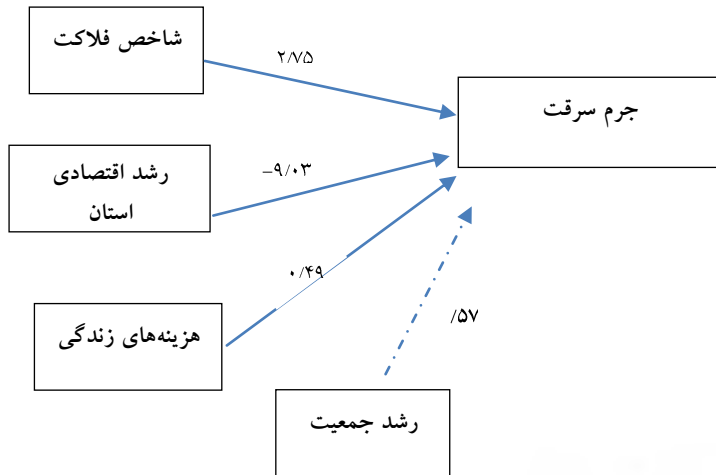 شاخص فلاکت
۲/۷۵
جرم سرقت
رشد اقتصادی
استان
-۹/۰۳
۰/۴۹
هزینه‌های زندگی
/۵۷
رشد جمعیت